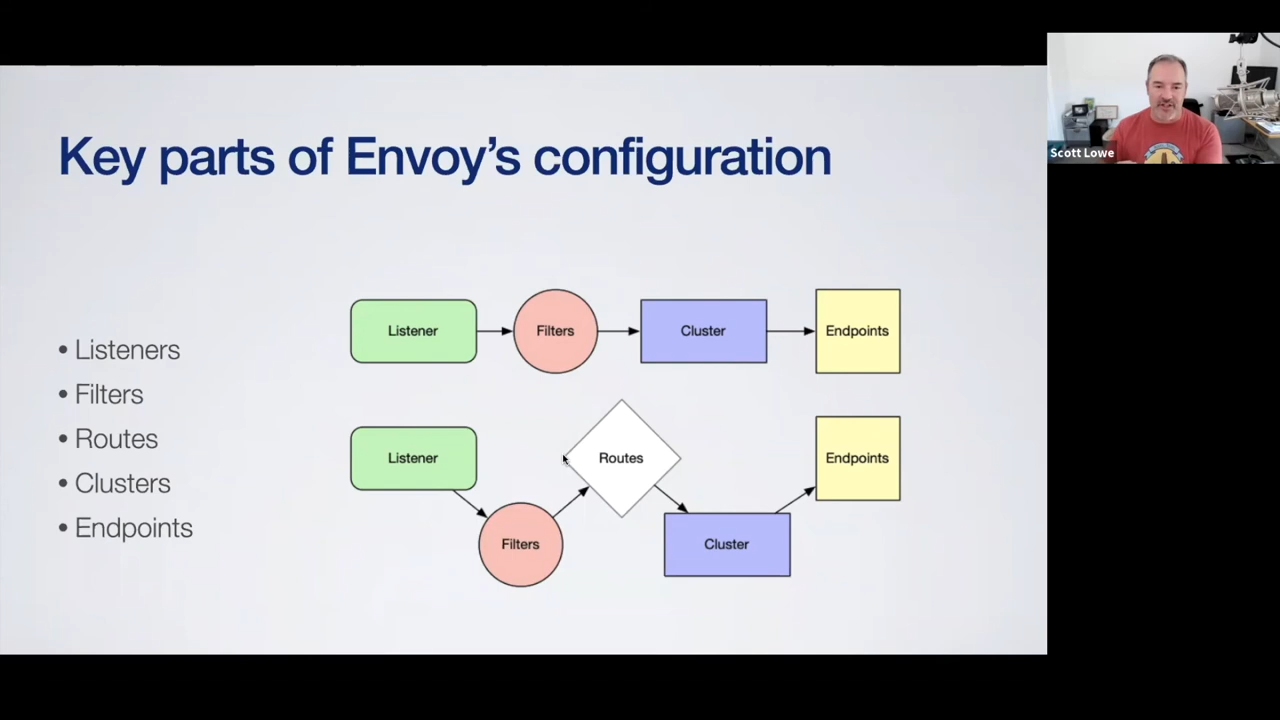 Key parts of Envoy's configuration
• Listeners
• Filters
• Routes
• Clusters
• Endpoints
Listener
Filters
Cluster
Endpoints
Listener
Filters
Routes
Cluster
Endpoints
Scott Lowe